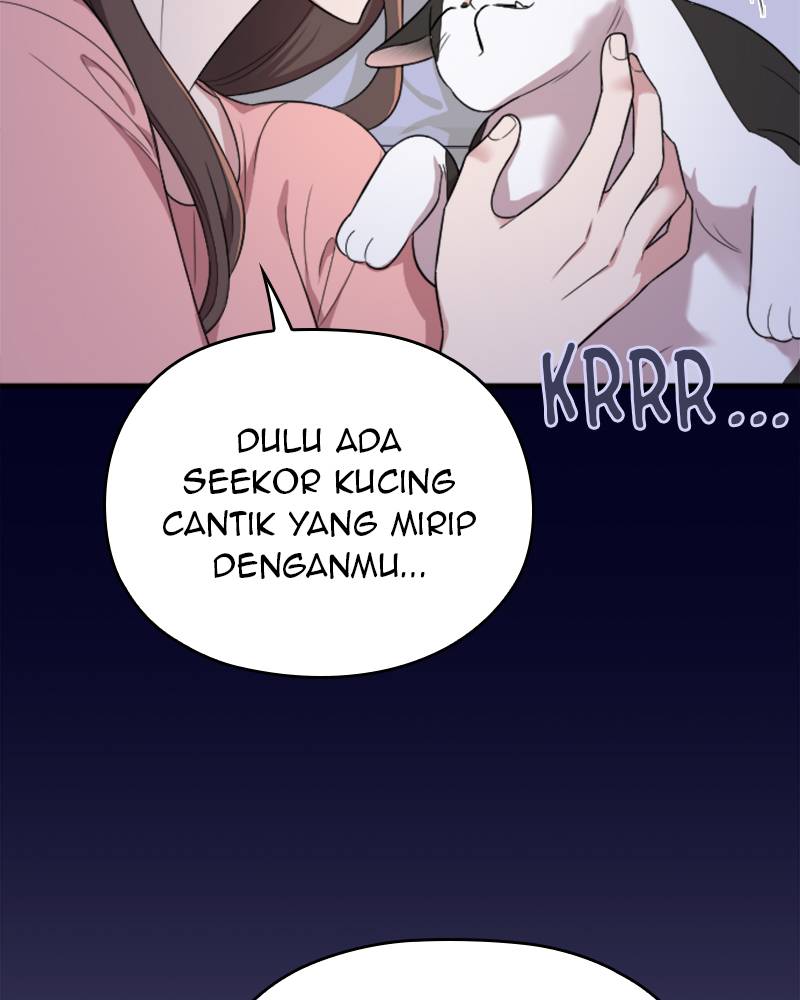 KRRR...
DULU ADA
SEEKOR KUCING
CANTIK YANG MIRIP
DENGANMU...